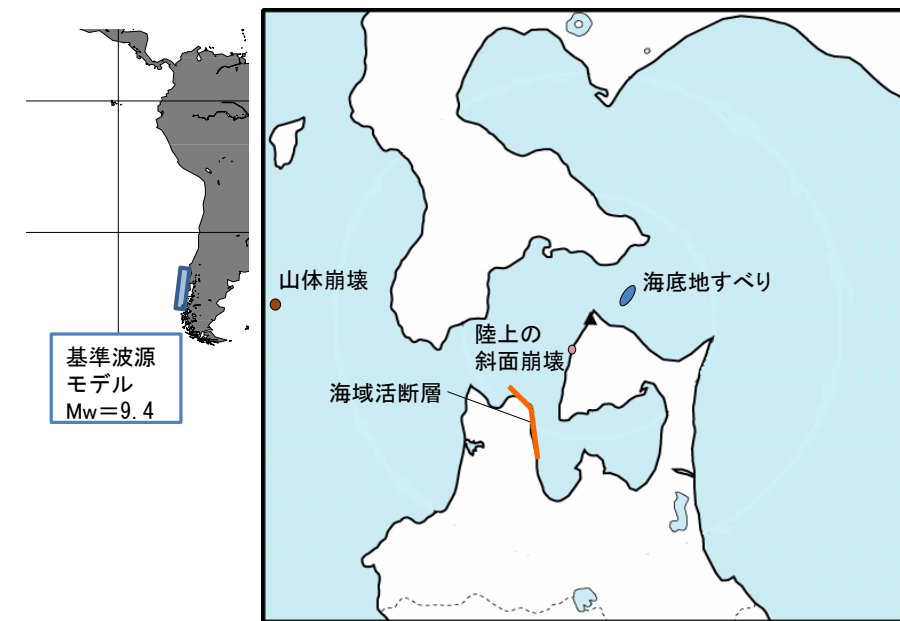 山体崩壊
海底地すべり
陸上の
斜面崩壊
海域活断層
基準波源
モデル
Mw＝9.4